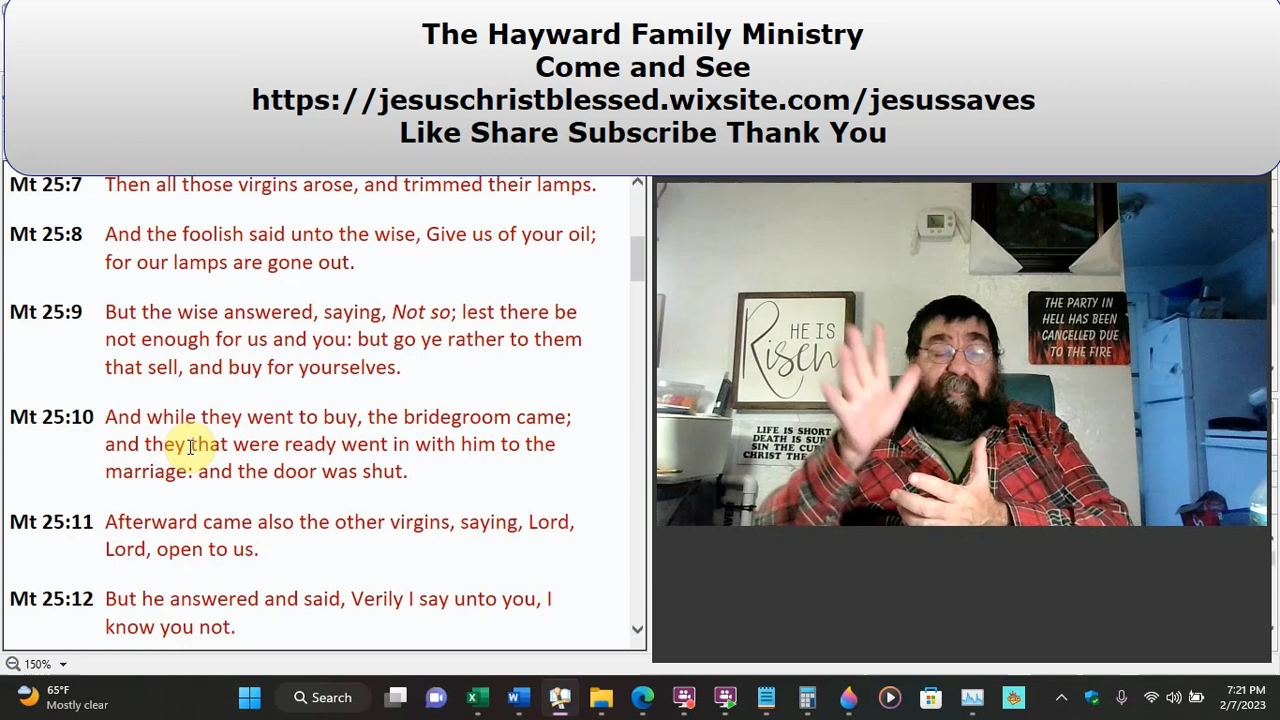 The Hayward Family Ministry
Come and See
https://jesuschristblessed.wixsite.com/jesussaves
Like Share Subscribe Thank You
Mt 25:7 Then all those virgins arose, and trimmed their lamps.
Mt 25:8 And the foolish said unto the wise, Give us of your oil;
for our lamps are gone out.
Mt 25:9 But the wise answered, saying, Not so; lest there be
not enough for us and you: but go ye rather to them
that sell, and buy for yourselves.
Mt 25:10 And while they went to buy, the bridegroom came;
and they that were ready went in with him to the
marriage: and the door was shut.
Mt 25:11 Afterward came also the other virgins, saying, Lord,
Lord, open to us.
Mt 25:12 But he answered and said, Verily I say unto you, I
know you not.
HE IS
Risen
THE PARTY IN
HELL HAS BEEN
CANCELLED DUE
TO THE FIRE
LIFE IS SHORT
DEATH IS
SIN THE
CHRIST THE
150%
65°F
Mostly clear
Search
7:21 PM
2/7/2023